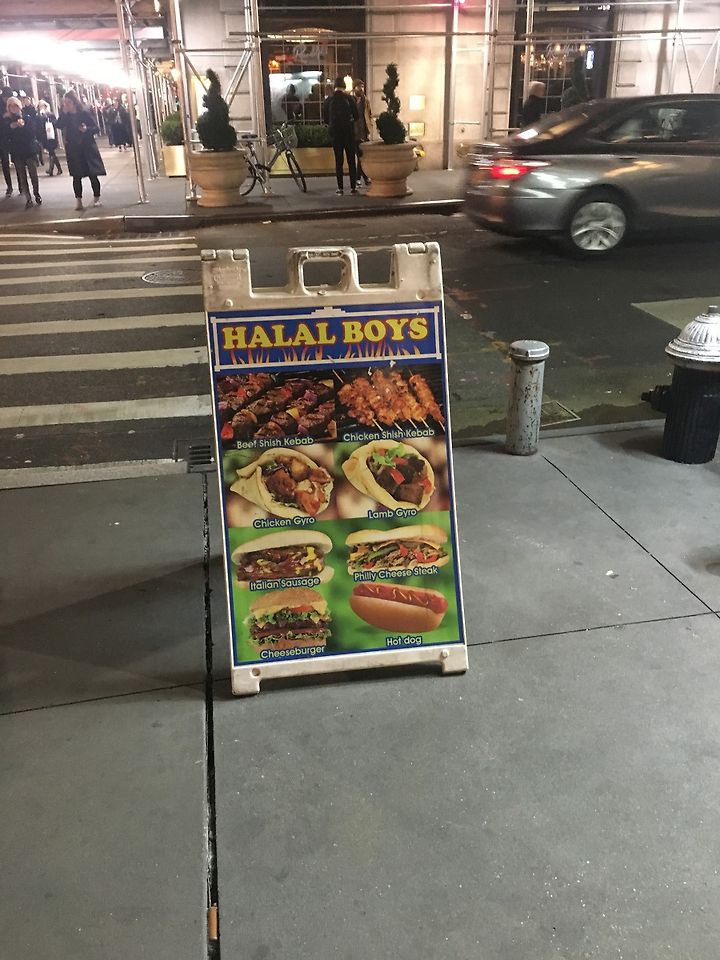 HALAL BOYS
Beef Shish Kebab
Chicken Shish Kebab
Chicken Gyro
Lamb Gyro
Italian Sausage
Philly Cheese Steak
Cheeseburger
Hot dog